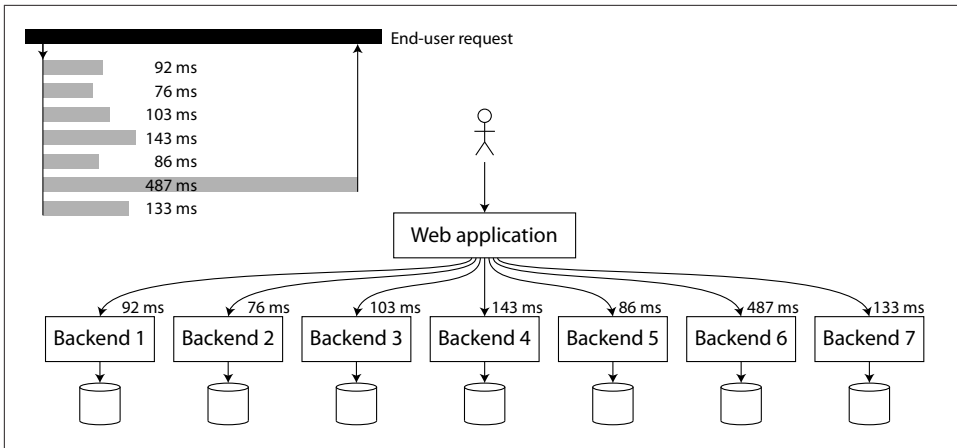 End-user request
92 ms
76 ms
103 ms
143 ms
86 ms
487 ms
133 ms
Web application
92 ms
76 ms
103 ms
143 ms
86 ms
487 ms
133 ms
Backend 1
Backend 2
Backend 3
Backend 4
Backend 5
Backend 6
Backend 7